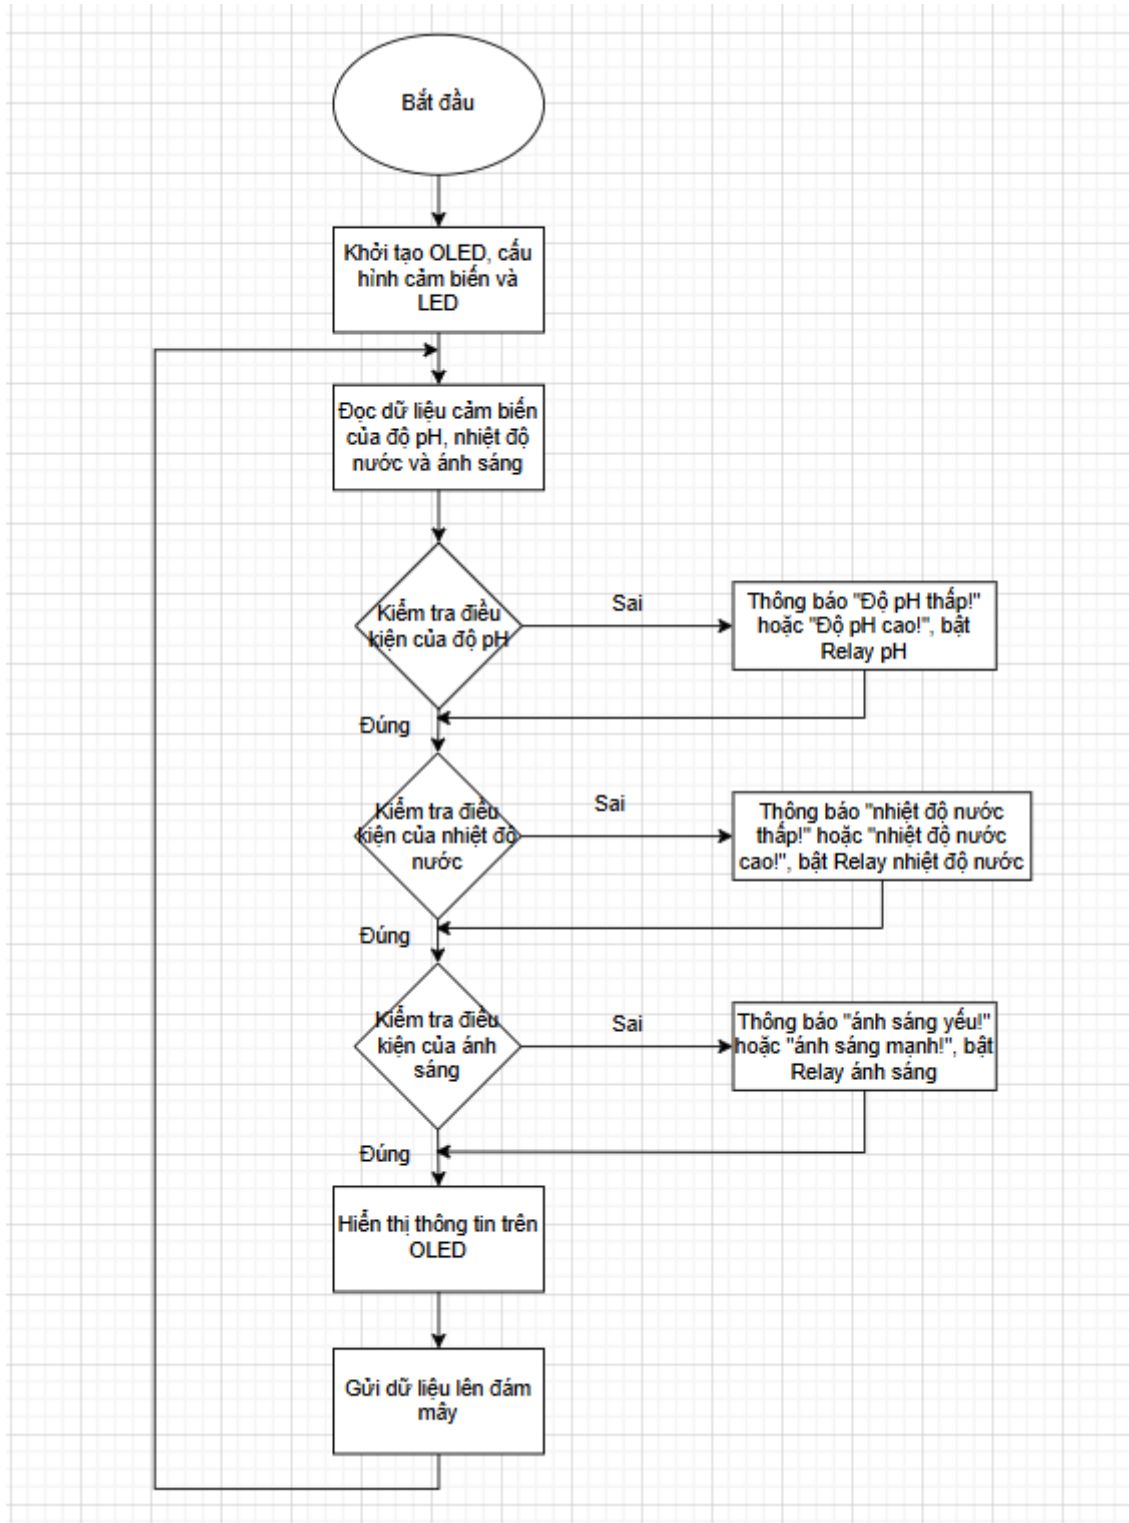 Bắt đầu
Khởi tạo OLED, cấu
hình cảm biến và
LED
Đọc dữ liệu cảm biến
của độ pH, nhiệt độ
nước và ánh sáng
Kiểm tra điều
kiện của độ pH
Sai
Thông báo "Độ pH thấp!"
hoặc "Độ pH cao!", bật
Relay pH
Đúng
Kiểm tra điều
kiện của nhiệt độ
nước
Sai
Thông báo "nhiệt độ nước
thấp!" hoặc "nhiệt độ nước
cao!", bật Relay nhiệt độ nước
Đúng
Kiểm tra điều
kiện của ánh
sáng
Sai
Thông báo "ánh sáng yếu!"
hoặc "ánh sáng mạnh!", bật
Relay ánh sáng
Đúng
Hiển thị thông tin trên
OLED
Gửi dữ liệu lên đám
mây